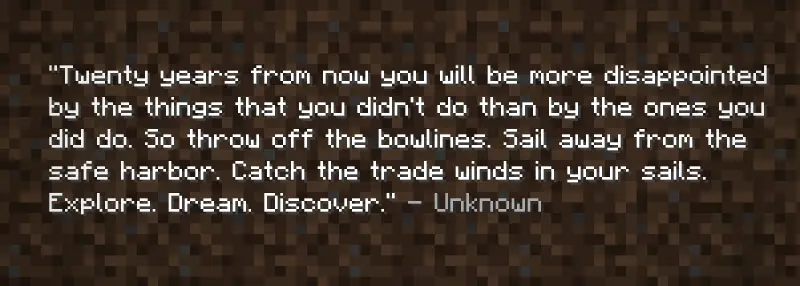 "Twenty years from now you will be more disappointed
by the things that you didn't do than by the ones you
did do. So throw off the bowlines. Sail away from the
safe harbor. Catch the trade winds in your sails.
Explore. Dream. Discover." – Unknown